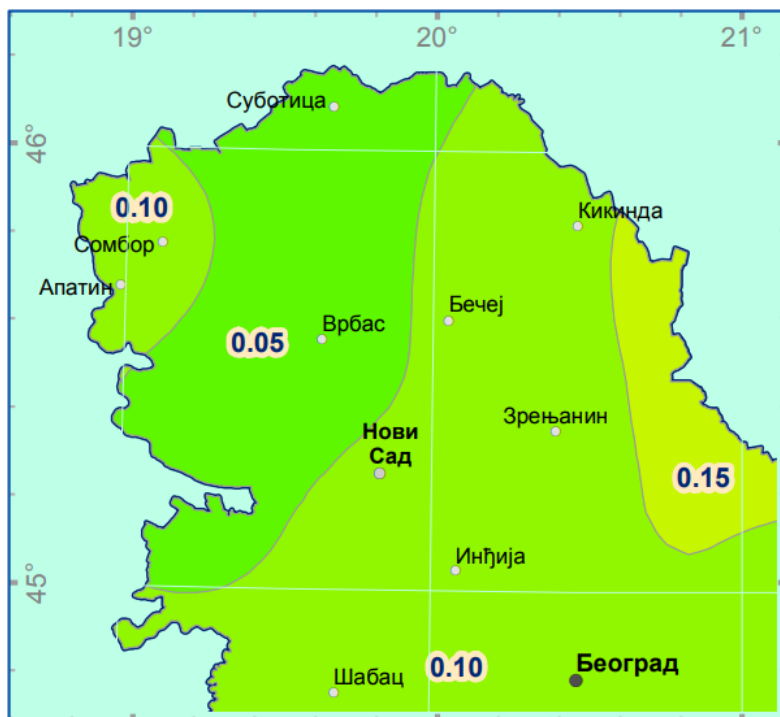 19°
20°
21°
Суботица
46°
0.10
Кикинда
Сомбор
Апатин
Бечеј
Врбас
0.05
Зрењанин
Нови
Сад
0.15
Инђија
45°
0.10
Београд
Шабац